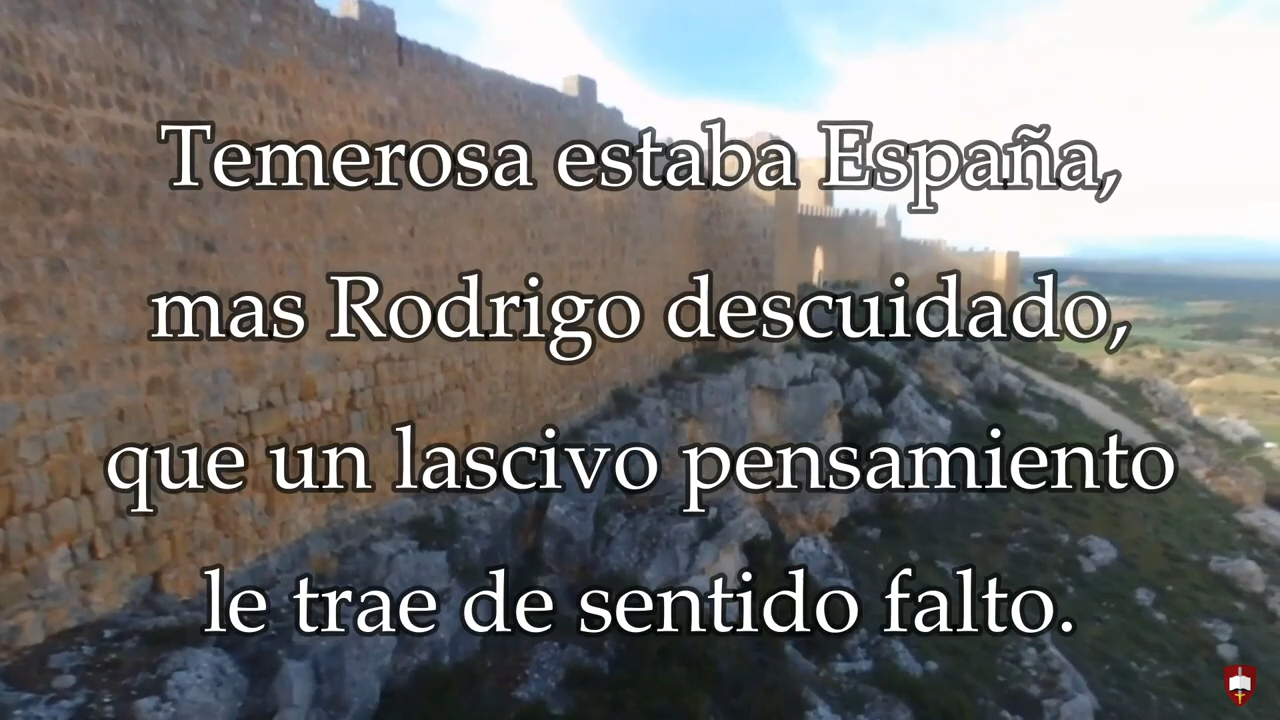 Temerosa estaba España,
mas Rodrigo descuidado,
que un lascivo pensamiento
le trae de sentido falto.